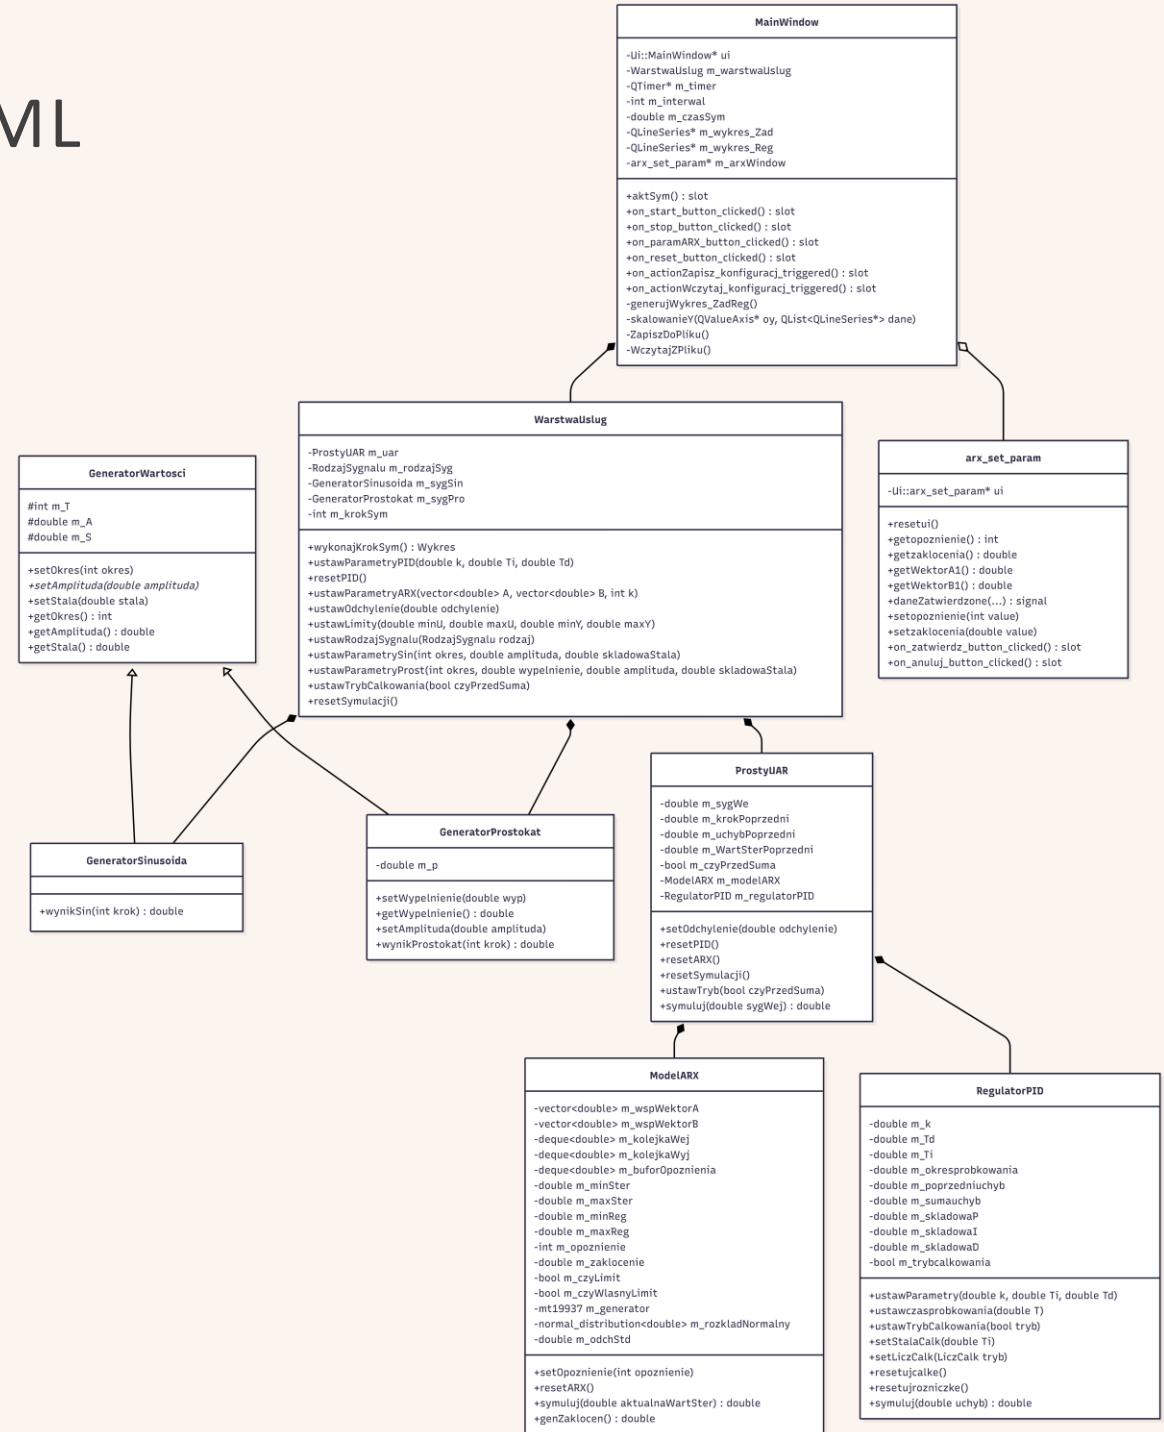 ML
MainWindow
-Ui::MainWindow* ui
-WarstwaUslug m_warstwaUslug
-QTimer* m_timer
-int m_interwal
-double m_czasSym
-QLineSeries* m_wykres_Zad
-QLineSeries* m_wykres_Reg
-arx_set_param* m_arxWindow
+aktSym() : slot
+on_start_button_clicked() : slot
+on_stop_button_clicked() : slot
+on_paramARX_button_clicked() : slot
+on_reset_button_clicked() : slot
+on_actionZapisz_konfiguracj_triggered() : slot
+on_actionWczytaj_konfiguracj_triggered() : slot
-generujWykres_ZadReg()
-skalowanieY(QValueAxis* oy, QList<QLineSeries*> dane)
-ZapiszDoPliku()
-WczytajZPliku()
WarstwaUslug
-ProstyUAR m_uar
-RodzajSygnalu m_rodzajSyg
-GeneratorSinusoida m_sygSin
-GeneratorProstokat m_sygPro
-int m_krokSym
+wykonajKrokSym() : Wykres
+ustawParametryPID(double k, double Ti, double Td)
+resetPID()
+ustawParametryARX(vector<double> A, vector<double> B, int k)
+ustawOdchylenie(double odchylenie)
+ustawLimity(double minU, double maxU, double minY, double maxY)
+ustawRodzajSygnalu(RodzajSygnalu rodzaj)
+ustawParametrySin(int okres, double amplituda, double skladowaStala)
+ustawParametryProst(int okres, double wypelnienie, double amplituda, double skladowaStala)
+ustawTrybCalkowania(bool czyPrzedSuma)
+resetSymulacji()
arx_set_param
-Ui::arx_set_param* ui
+resetui()
+getopoznienie() : int
+getzaklocenia() : double
+getWektorA1() : double
+getWektorB1() : double
+daneZatwierdzone(...) : signal
+setopoznienie(int value)
+setzaklocenia(double value)
+on_zatwierdz_button_clicked() : slot
+on_anuluj_button_clicked() : slot
GeneratorWartosci
#int m_T
#double m_A
#double m_S
+setOkres(int okres)
+setAmplituda(double amplituda)
+setStala(double stala)
+getOkres() : int
+getAmplituda() : double
+getStala() : double
GeneratorSinusoida
+wynikSin(int krok) : double
GeneratorProstokat
-double m_p
+setWypelnienie(double wyp)
+getWypelnienie() : double
+setAmplituda(double amplituda)
+wynikProstokat(int krok) : double
ProstyUAR
-double m_sygWe
-double m_krokPoprzedni
-double m_uchybPoprzedni
-double m_WartSterPoprzedni
-bool m_czyPrzedSuma
-ModelARX m_modelARX
-RegulatorPID m_regulatorPID
+setOdchylenie(double odchylenie)
+resetPID()
+resetARX()
+resetSymulacji()
+ustawTryb(bool czyPrzedSuma)
+symuluj(double sygWej) : double
ModelARX
-vector<double> m_wspWektorA
-vector<double> m_wspWektorB
-deque<double> m_kolejkaWej
-deque<double> m_kolejkaWyj
-deque<double> m_buforOpoznienia
-double m_minSter
-double m_maxSter
-double m_minReg
-double m_maxReg
-int m_opoznienie
-double m_zaklocenie
-bool m_czyLimit
-bool m_czyWlasnyLimit
-mt19937 m_generator
-normal_distribution<double> m_rozkladNormalny
-double m_odchStd
+setOpoznienie(int opoznienie)
+resetARX()
+symuluj(double aktualnaWartSter) : double
+genZaklocen() : double
RegulatorPID
-double m_k
-double m_Td
-double m_Ti
-double m_okresprobkowania
-double m_poprzedniuchyb
-double m_sumauchyb
-double m_skladowaP
-double m_skladowaI
-double m_skladowaD
-bool m_trybcalkowania
+ustawParametry(double k, double Ti, double Td)
+ustawczasprobkowania(double T)
+ustawTrybCalkowania(bool tryb)
+setStalaCalk(double Ti)
+setLiczCalk(LiczCalk tryb)
+resetujcalke()
+resetujrozniczke()
+symuluj(double uchyb) : double